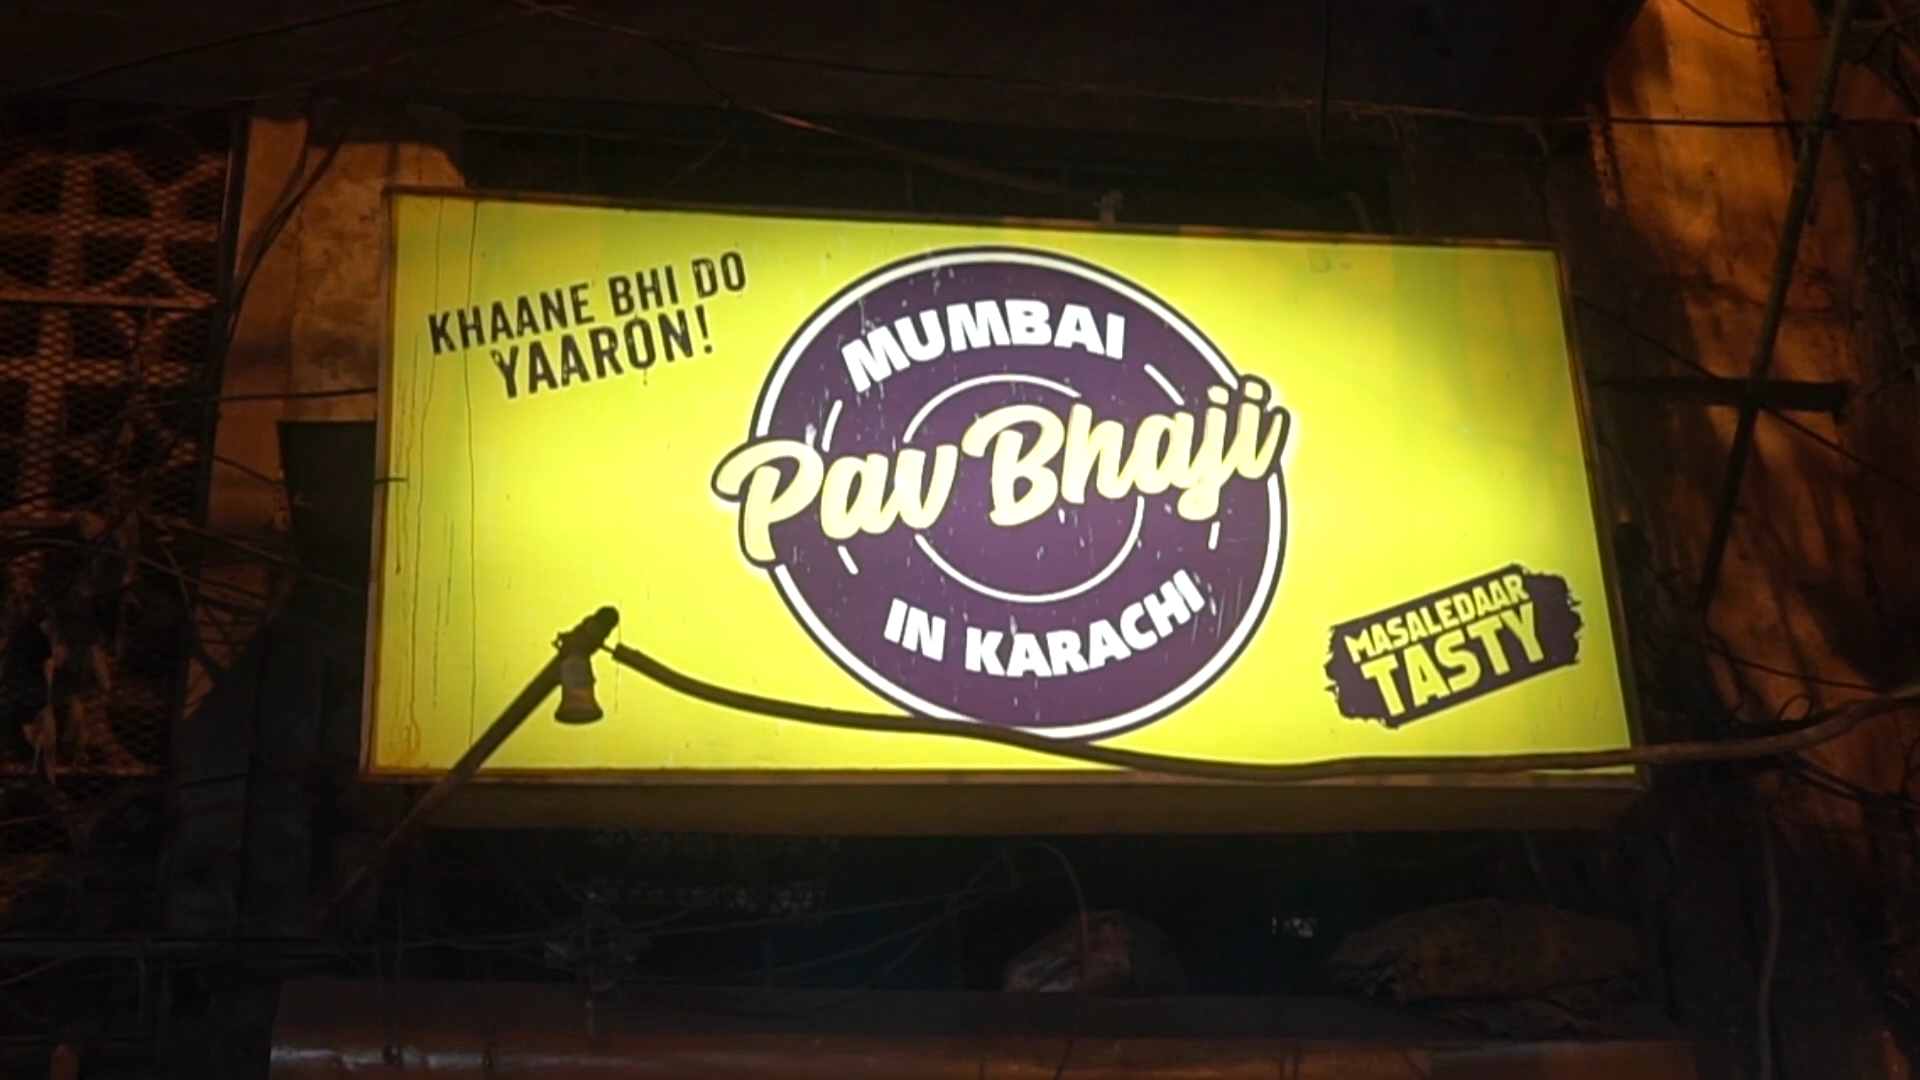 KHAANE BHI DO
YAARON!
MUMBAI
Pav Bhaji
IN KARACHI
MASALEDAAR
TASTY